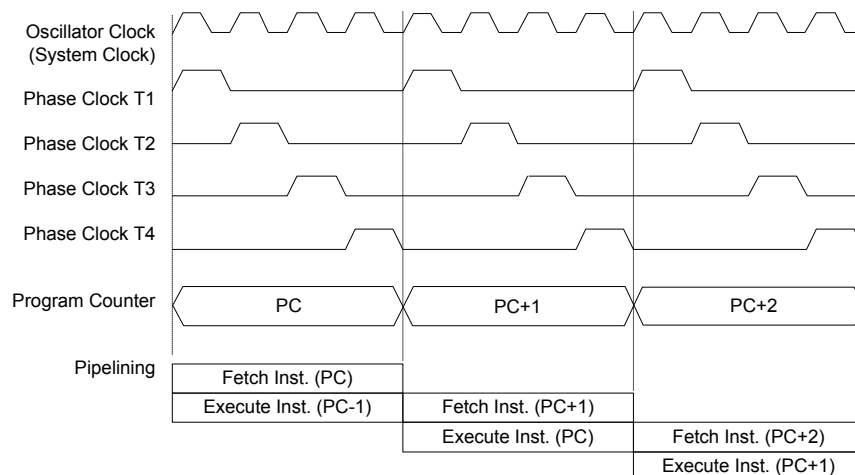 Oscillator Clock
(System Clock)
Phase Clock T1
Phase Clock T2
Phase Clock T3
Phase Clock T4
Program Counter
PC
PC+1
PC+2
Pipelining
Fetch Inst. (PC)
Execute Inst. (PC-1)
Fetch Inst. (PC+1)
Execute Inst. (PC)
Fetch Inst. (PC+2)
Execute Inst. (PC+1)